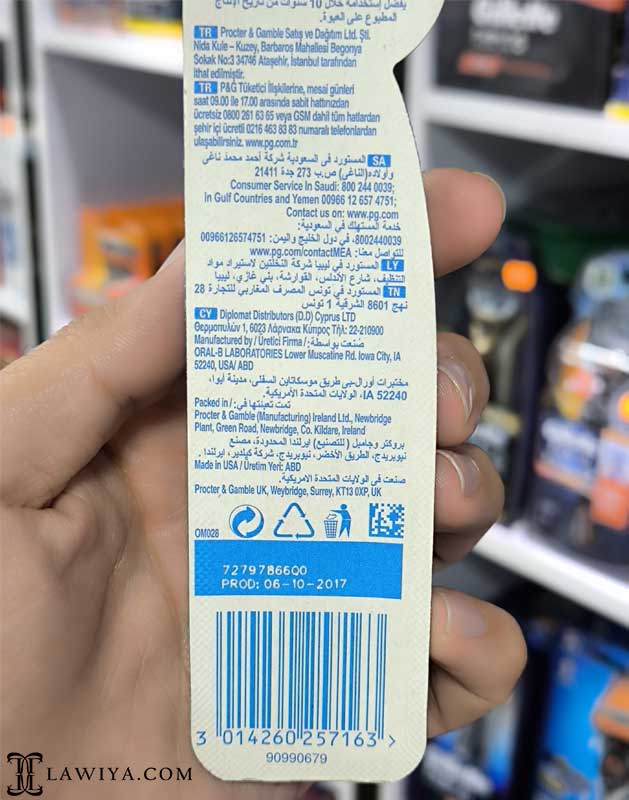 يفضل إستخدامه خلال 10 سنوات من تاريخ الإنتاج
المطبوع على العبوة.
TR Procter & Gamble Satış ve Dağıtım Ltd. Şti.
Nida Kule – Kuzey, Barbaros Mahallesi Begonya
Sokak No:3 34746 Ataşehir, İstanbul tarafından
ithal edilmiştir.
TR P&G Tüketici İlişkilerine, mesai günleri
saat 09.00 ile 17.00 arasında sabit hattınızdan
ücretsiz 0800 261 63 65 veya GSM dahil tüm hatlardan
şehir içi ücretli 0216 463 83 83 numaralı telefonlardan
ulaşabilirsiniz. www.pg.com.tr
SA المستورد في السعودية شركة أحمد محمد ناغي
وأولاده(الناغي) ص.ب 273 جدة 21411
Consumer Service In Saudi: 800 244 0039;
In Gulf Countries and Yemen 00966 12 657 4751;
Contact us on: www.pg.com
خدمة المستهلك في السعودية:
8002440039، في دول الخليج واليمن: 00966126574751
للتواصل معنا: www.pg.com/contactMEA
LY المستورد في ليبيا شركة النخلتين لاستيراد مواد
التنظيف، شارع الأندلس، القوارشة، بني غازي، ليبيا
TN المستورد في تونس المصرف المغاربي للتجارة 28
نهج 8601 الشرقية 1 تونس
CY Diplomat Distributors (D.D) Cyprus LTD
Θερμοπυλών 1, 6023 Λάρνακα Κύπρος Τήλ: 22-210900
Manufactured by / Üretici Firma / صنعت بواسطة:
ORAL-B LABORATORIES Lower Muscatine Rd. Iowa City, IA
52240, USA/ ABD
مختبرات أورال-بي طريق موسكاتاين السفلى، مدينة أيوا،
IA 52240، الولايات المتحدة الأمريكية.
Packed in / تمت تعبئتها في:
Procter & Gamble (Manufacturing) Ireland Ltd., Newbridge
Plant, Green Road, Newbridge, Co. Kildare, Ireland
بروكتر وجامبل (للتصنيع) ايرلندا المحدودة، مصنع
نيوبريدج، الطريق الأخضر، نيوبريدج، شركة كيلدير، ايرلندا.
Made in USA / Üretim Yeri: ABD
صنعت في الولايات المتحدة الامريكية.
Procter & Gamble UK, Weybridge, Surrey, KT13 0XP, UK
OM028
7279786600
PROD: 06-10-2017
3 014260 257163 >
90990679
LAWIYA.COM
Gillette